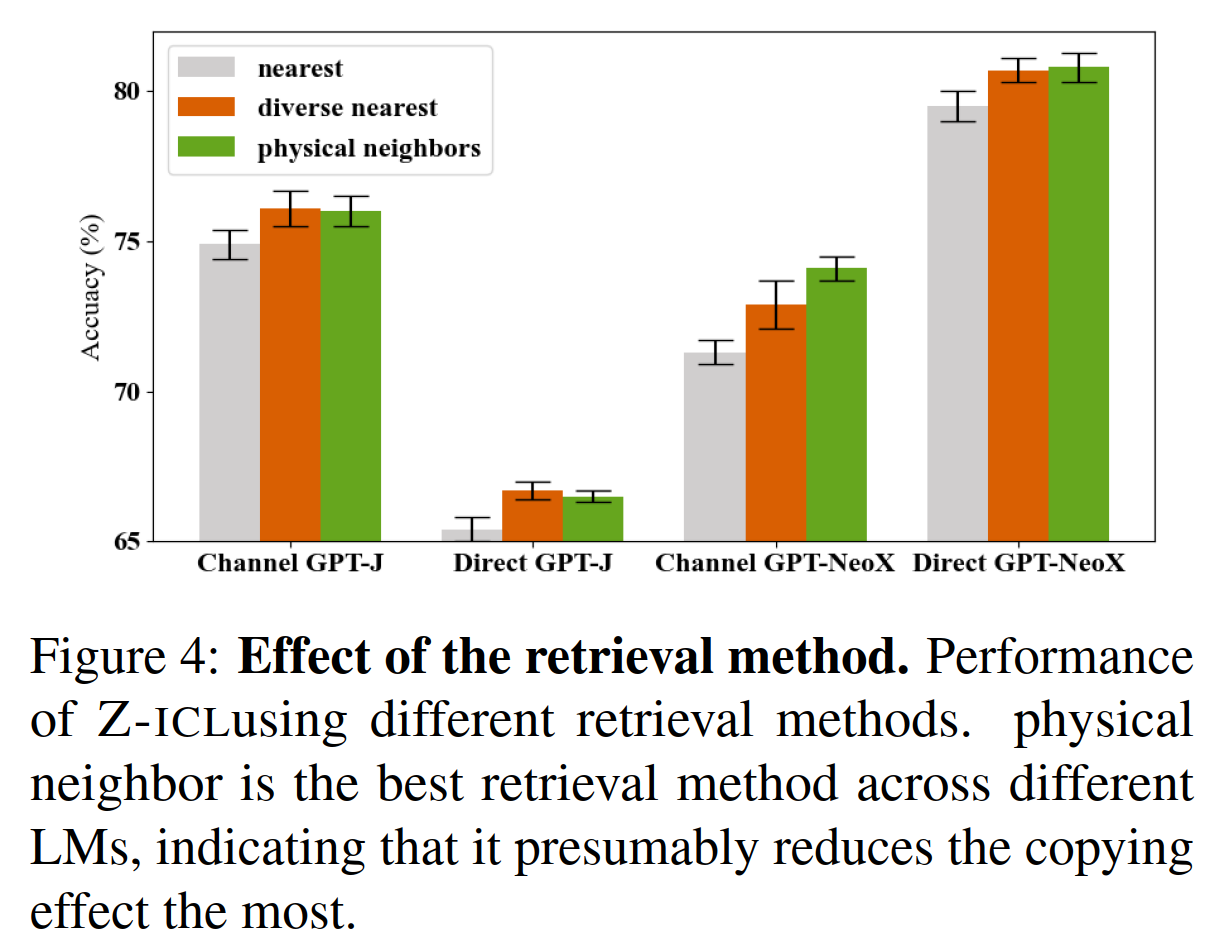 nearest
diverse nearest
physical neighbors
Accuacy (%)
80
75
70
65
Channel GPT-J Direct GPT-J Channel GPT-NeoX Direct GPT-NeoX
Figure 4: Effect of the retrieval method. Performance
of Z-ICLusing different retrieval methods. physical
neighbor is the best retrieval method across different
LMs, indicating that it presumably reduces the copying
effect the most.